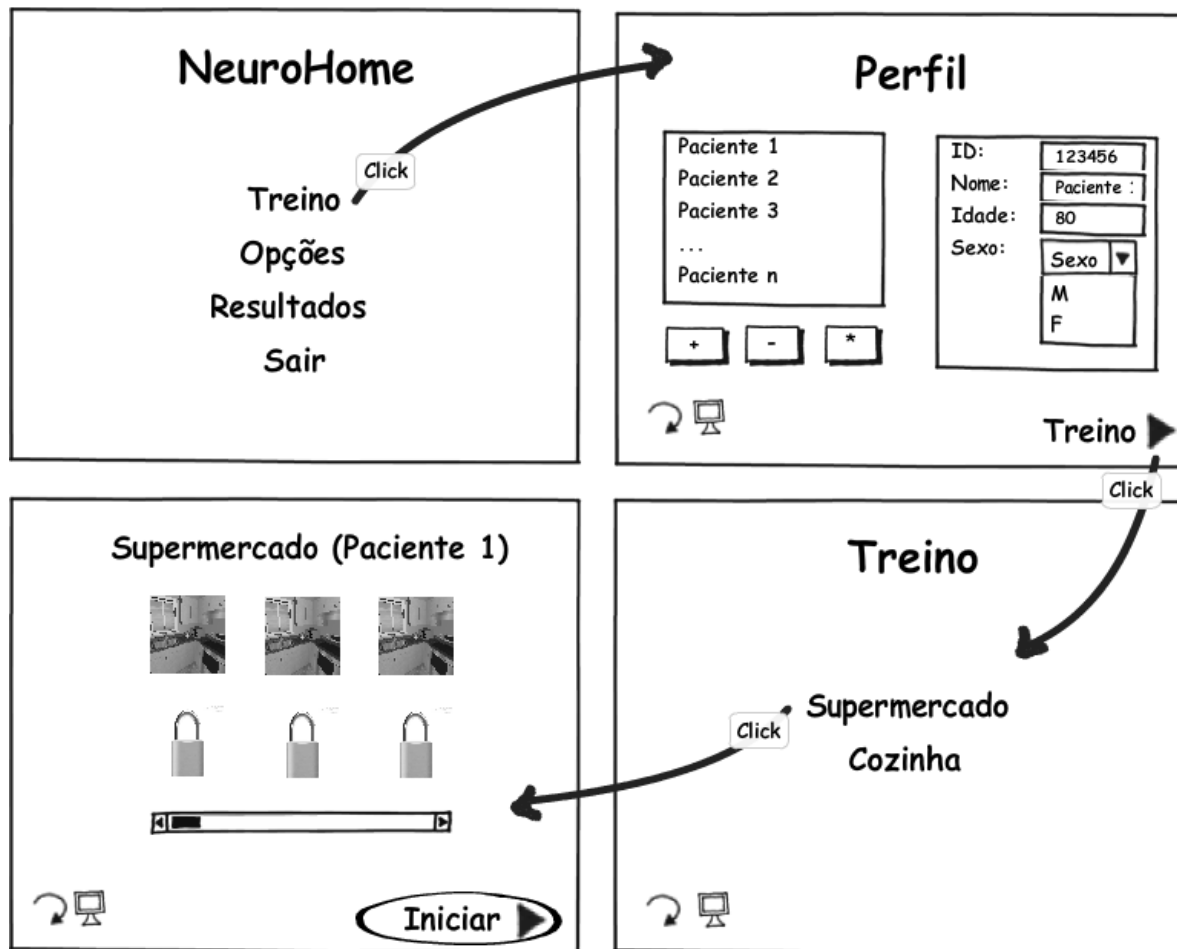 NeuroHome
Click
Treino
Opções
Resultados
Sair
Perfil
Paciente 1
Paciente 2
Paciente 3
...
Paciente n
+ - *
ID: 123456
Nome: Paciente
Idade: 80
Sexo: Sexo
M
F
Treino
Click
Treino
Supermercado
Click
Cozinha
Supermercado (Paciente 1)
Iniciar